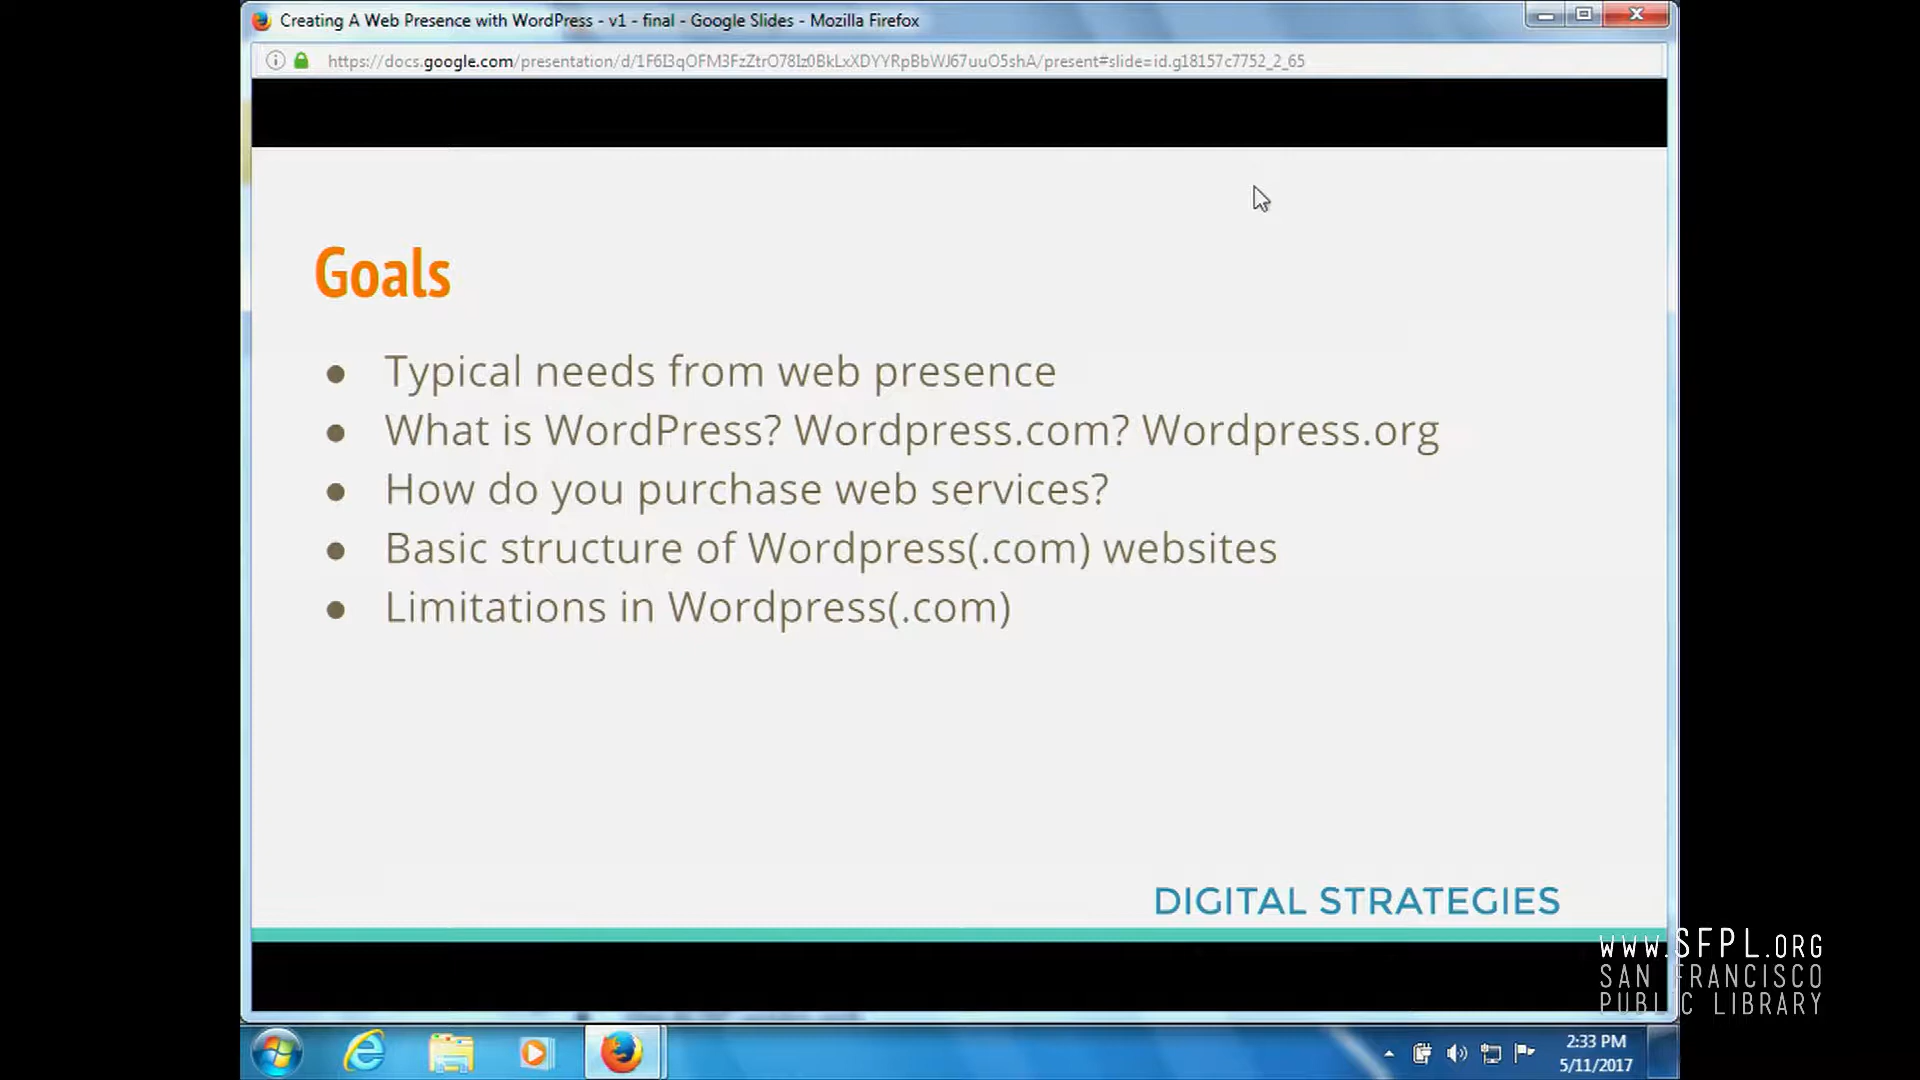 Creating A Web Presence with WordPress - v1 - final - Google Slides - Mozilla Firefox
https://docs.google.com/presentation/d/1F6I3qOFM3FzZtrO78Iz0BkLxXDYYRpBbWJ67uuO5shA/present#slide=id.g18157c7752_2_65
Goals
● Typical needs from web presence
● What is WordPress? Wordpress.com? Wordpress.org
● How do you purchase web services?
● Basic structure of Wordpress(.com) websites
● Limitations in Wordpress(.com)
DIGITAL STRATEGIES
WWW.SFPL.ORG
SAN FRANCISCO
PUBLIC LIBRARY
2:33 PM
5/11/2017